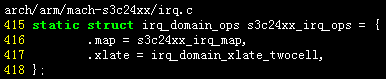 arch/arm/mach-s3c24xx/irq.c
415 static struct irq_domain_ops s3c24xx_irq_ops = {
416 .map = s3c24xx_irq_map,
417 .xlate = irq_domain_xlate_twocell,
418 };